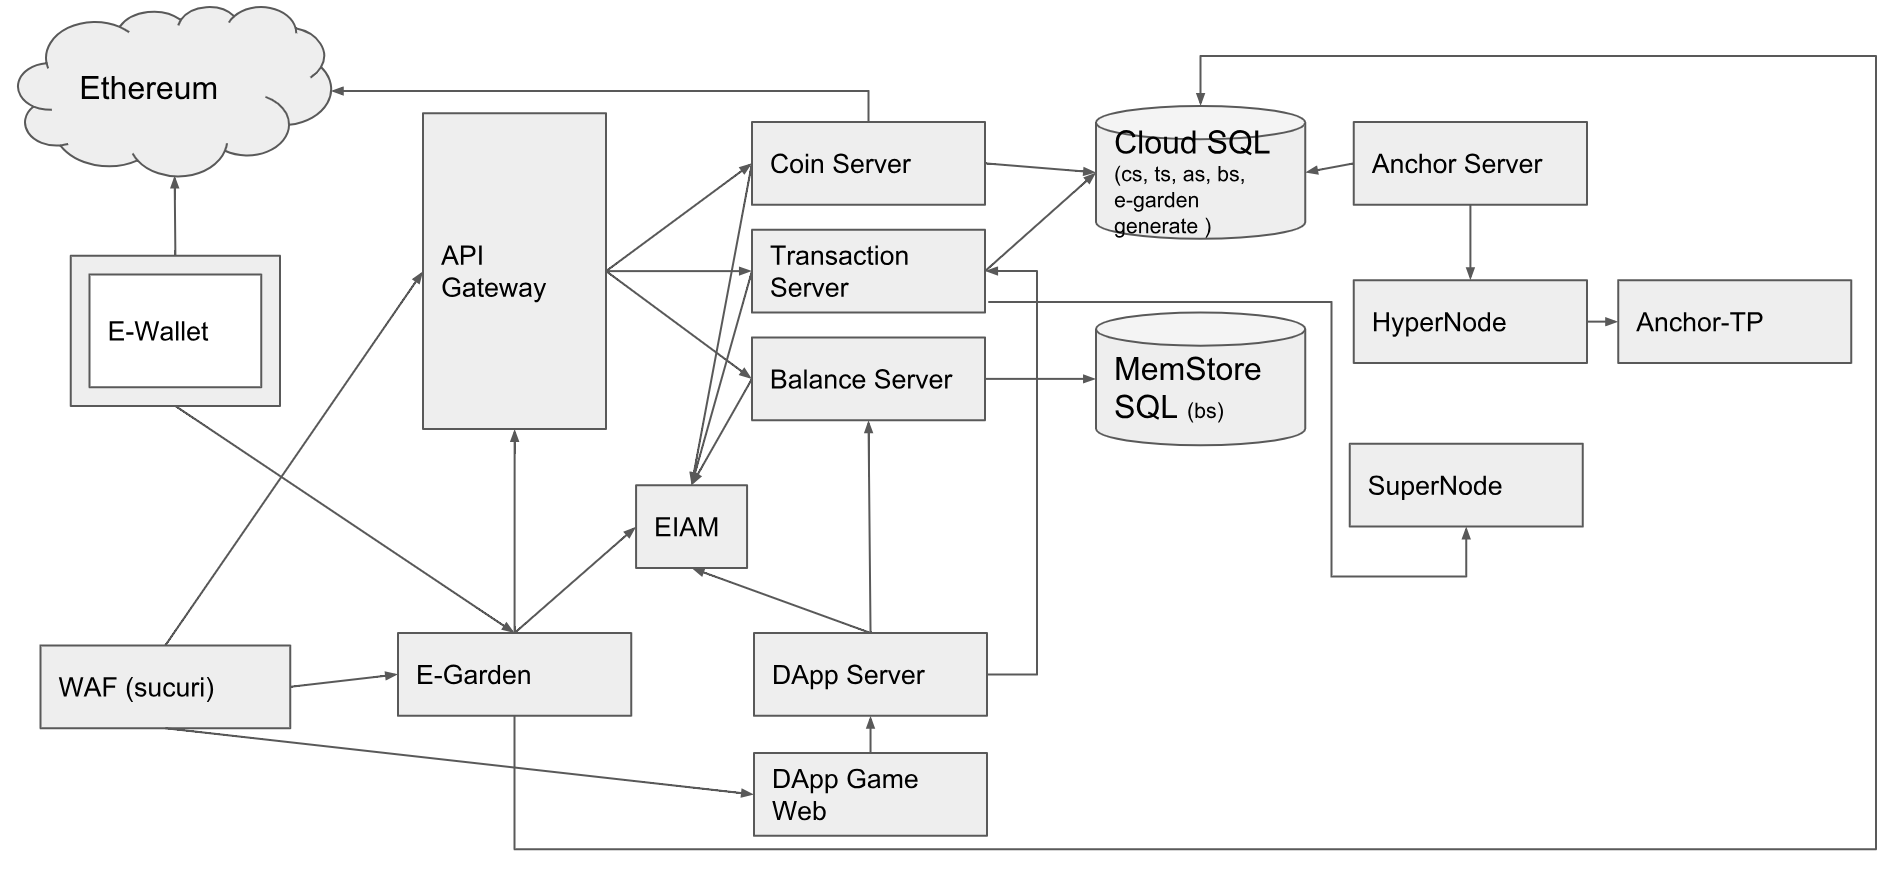 Ethereum
E-Wallet
WAF (sucuri)
API
Gateway
E-Garden
EIAM
Coin Server
Transaction
Server
Balance Server
DApp Server
DApp Game
Web
Cloud SQL
(cs, ts, as, bs,
e-garden
generate )
MemStore
SQL (bs)
Anchor Server
HyperNode
Anchor-TP
SuperNode